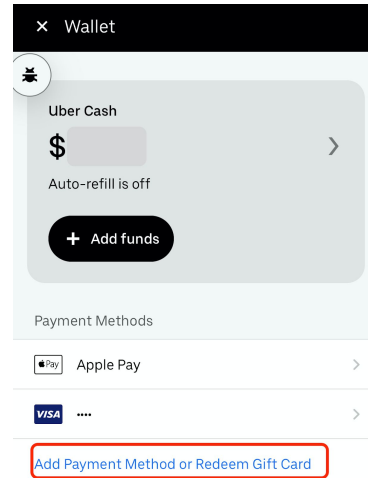 × Wallet
Uber Cash
$
Auto-refill is off
+ Add funds
Payment Methods
Pay Apple Pay
VISA ••••
Add Payment Method or Redeem Gift Card